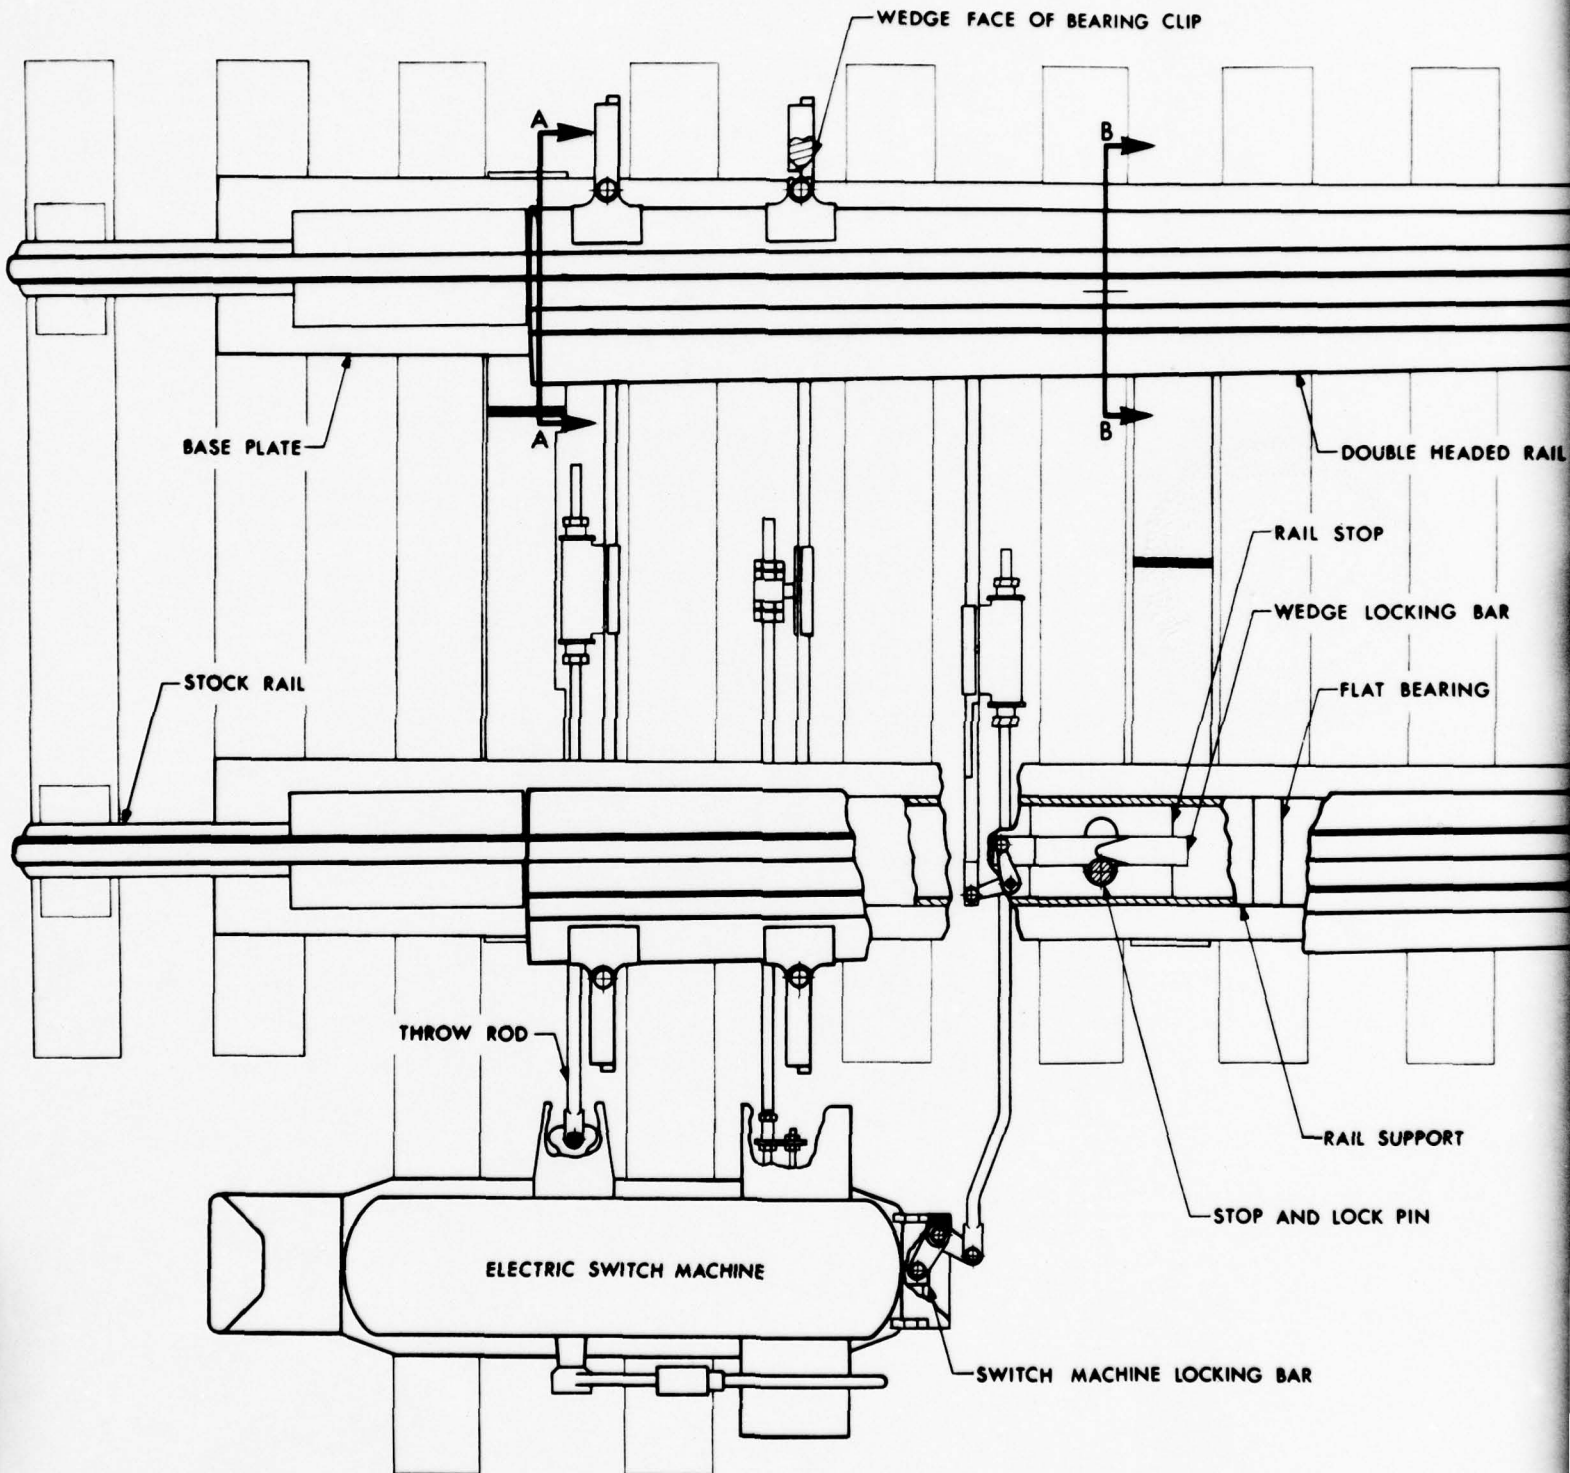 WEDGE FACE OF BEARING CLIP
A
B
BASE PLATE
A
B
DOUBLE HEADED RAIL
RAIL STOP
WEDGE LOCKING BAR
STOCK RAIL
FLAT BEARING
THROW ROD
RAIL SUPPORT
STOP AND LOCK PIN
ELECTRIC SWITCH MACHINE
SWITCH MACHINE LOCKING BAR